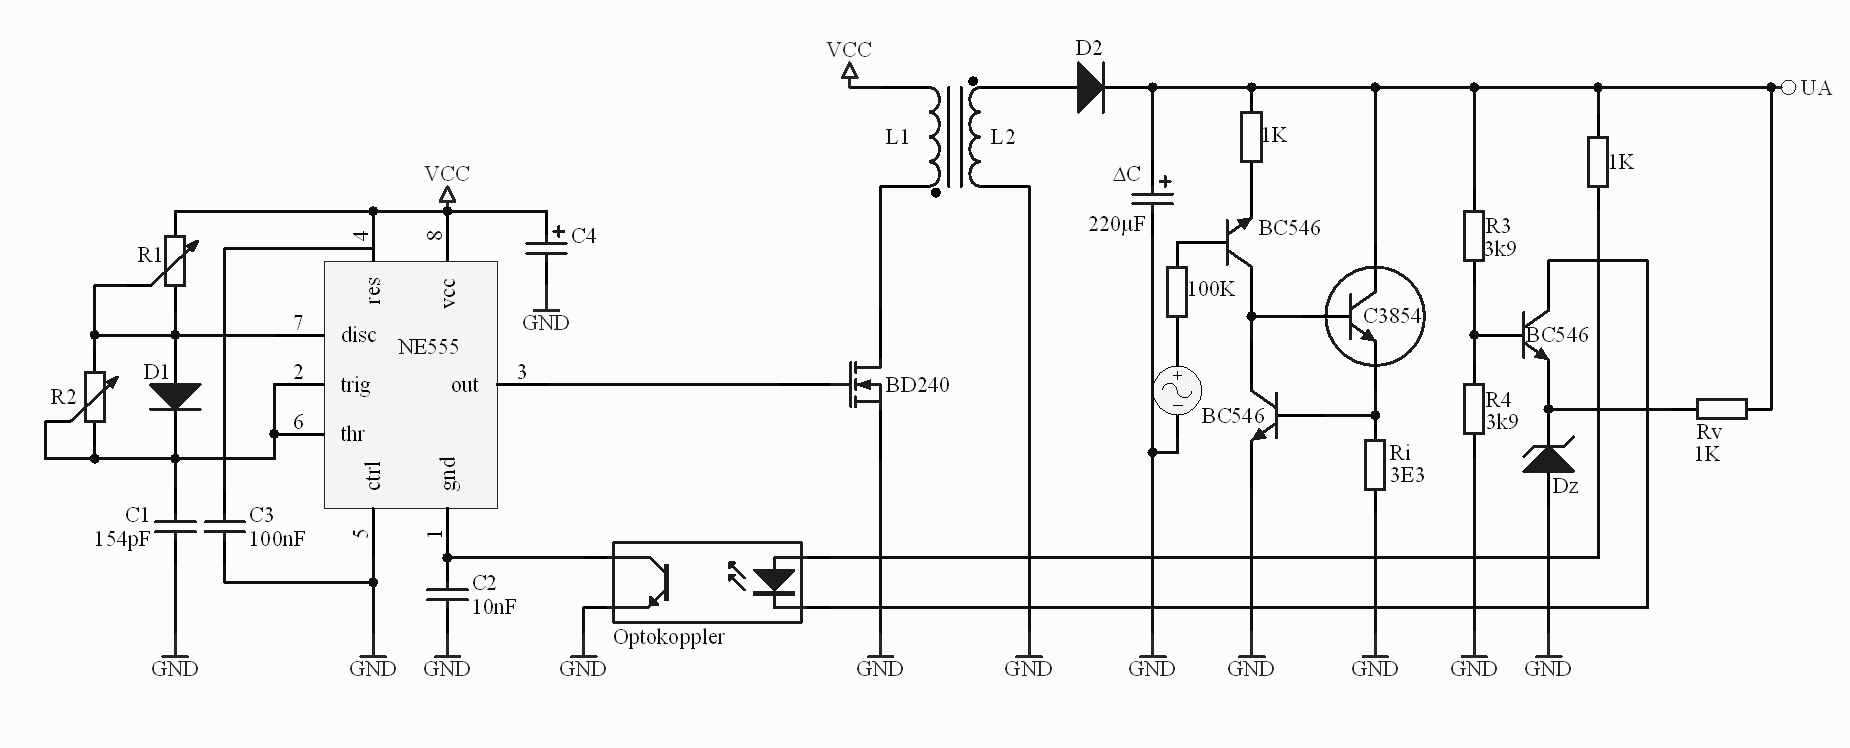 VCC
D2
UA
L1
L2
1K
1K
ΔC
220µF
BC546
VCC
R1
4
8
C4
res
vcc
GND
100K
C3854
R3
3k9
7
disc
NE555
BC546
D1
2
trig
out
3
BD240
R2
+
−
BC546
R4
3k9
6
thr
Rv
1K
ctrl
gnd
Ri
3E3
Dz
C1
154pF
C3
100nF
5
1
C2
10nF
Optokoppler
GND
GND
GND
GND
GND
GND
GND
GND
GND
GND
GND